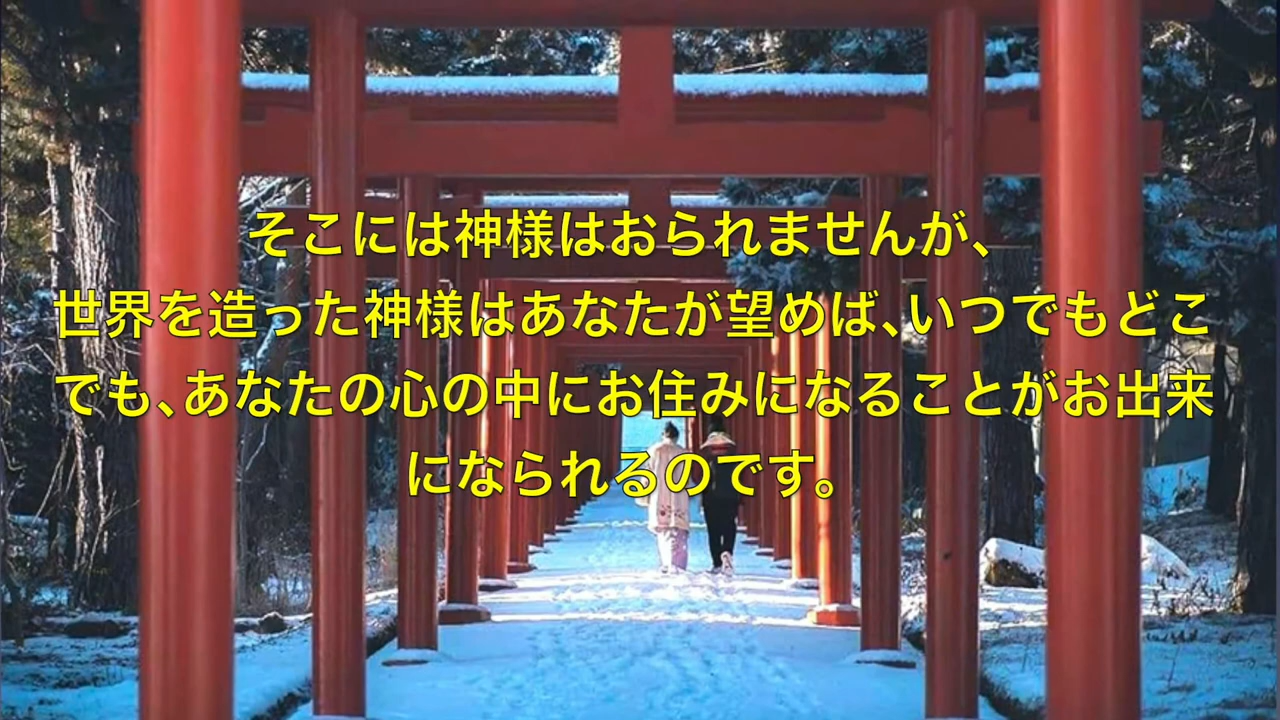 そこには神様はおられませんが、
世界を造った神様はあなたが望めば、いつでもどこ
でも、あなたの心の中にお住みになることがお出来
になられるのです。